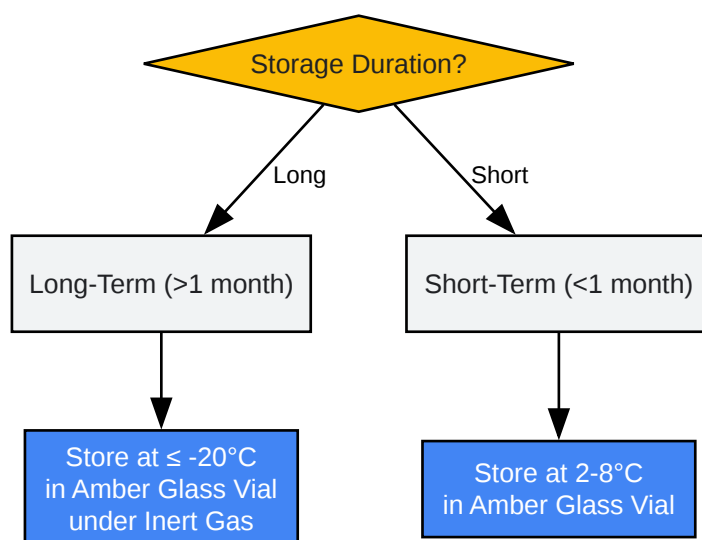 Storage Duration?
Long
Short
Long-Term (>1 month)
Short-Term (<1 month)
Store at ≤ -20°C
in Amber Glass Vial
under Inert Gas
Store at 2-8°C
in Amber Glass Vial